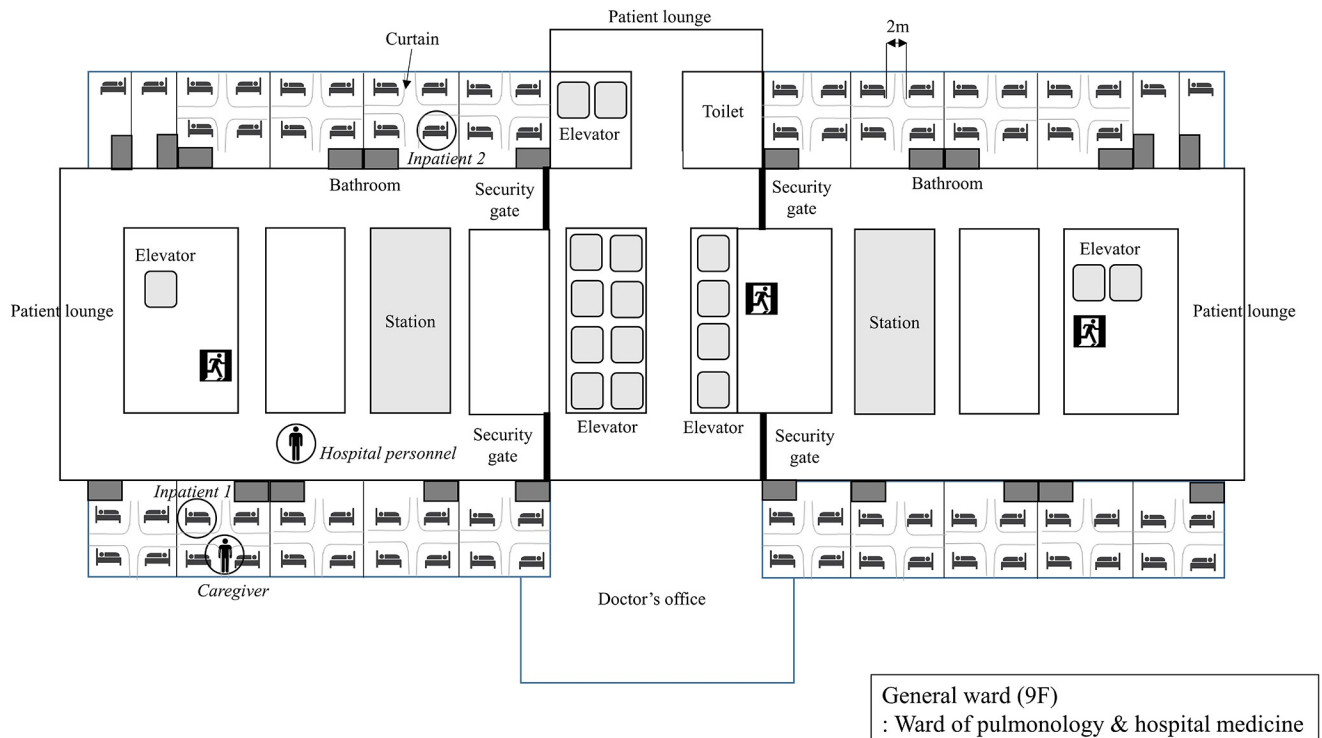 Patient lounge
Curtain
2m
Elevator
Toilet
Inpatient 2
Bathroom
Security
gate
Security
gate
Bathroom
Elevator
Elevator
Patient lounge
Station
Station
Patient lounge
Elevator
Elevator
Security
gate
Security
gate
Hospital personnel
Inpatient 1
Caregiver
Doctor's office
General ward (9F)
: Ward of pulmonology & hospital medicine